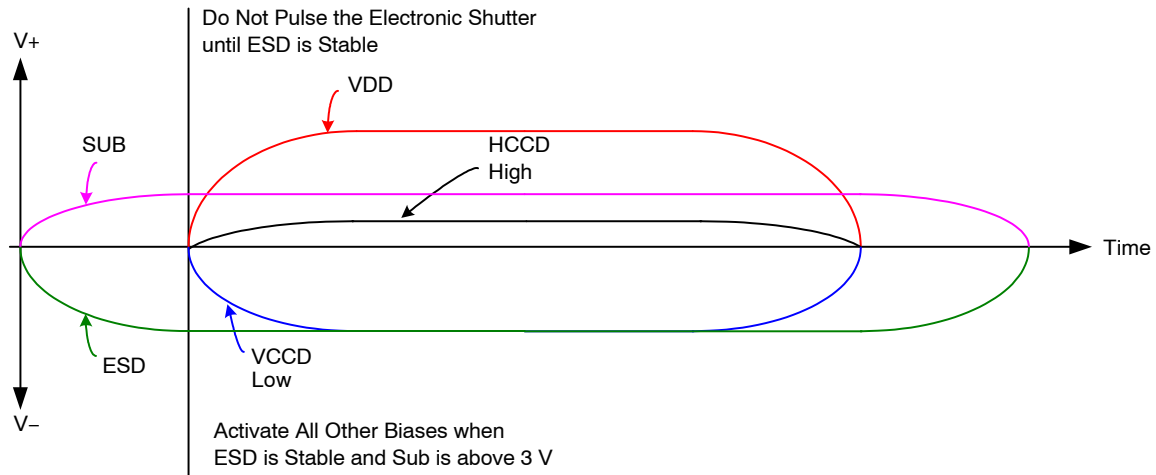 Do Not Pulse the Electronic Shutter
until ESD is Stable
V+
VDD
SUB
HCCD
High
Time
ESD
VCCD
Low
V–
Activate All Other Biases when
ESD is Stable and Sub is above 3 V